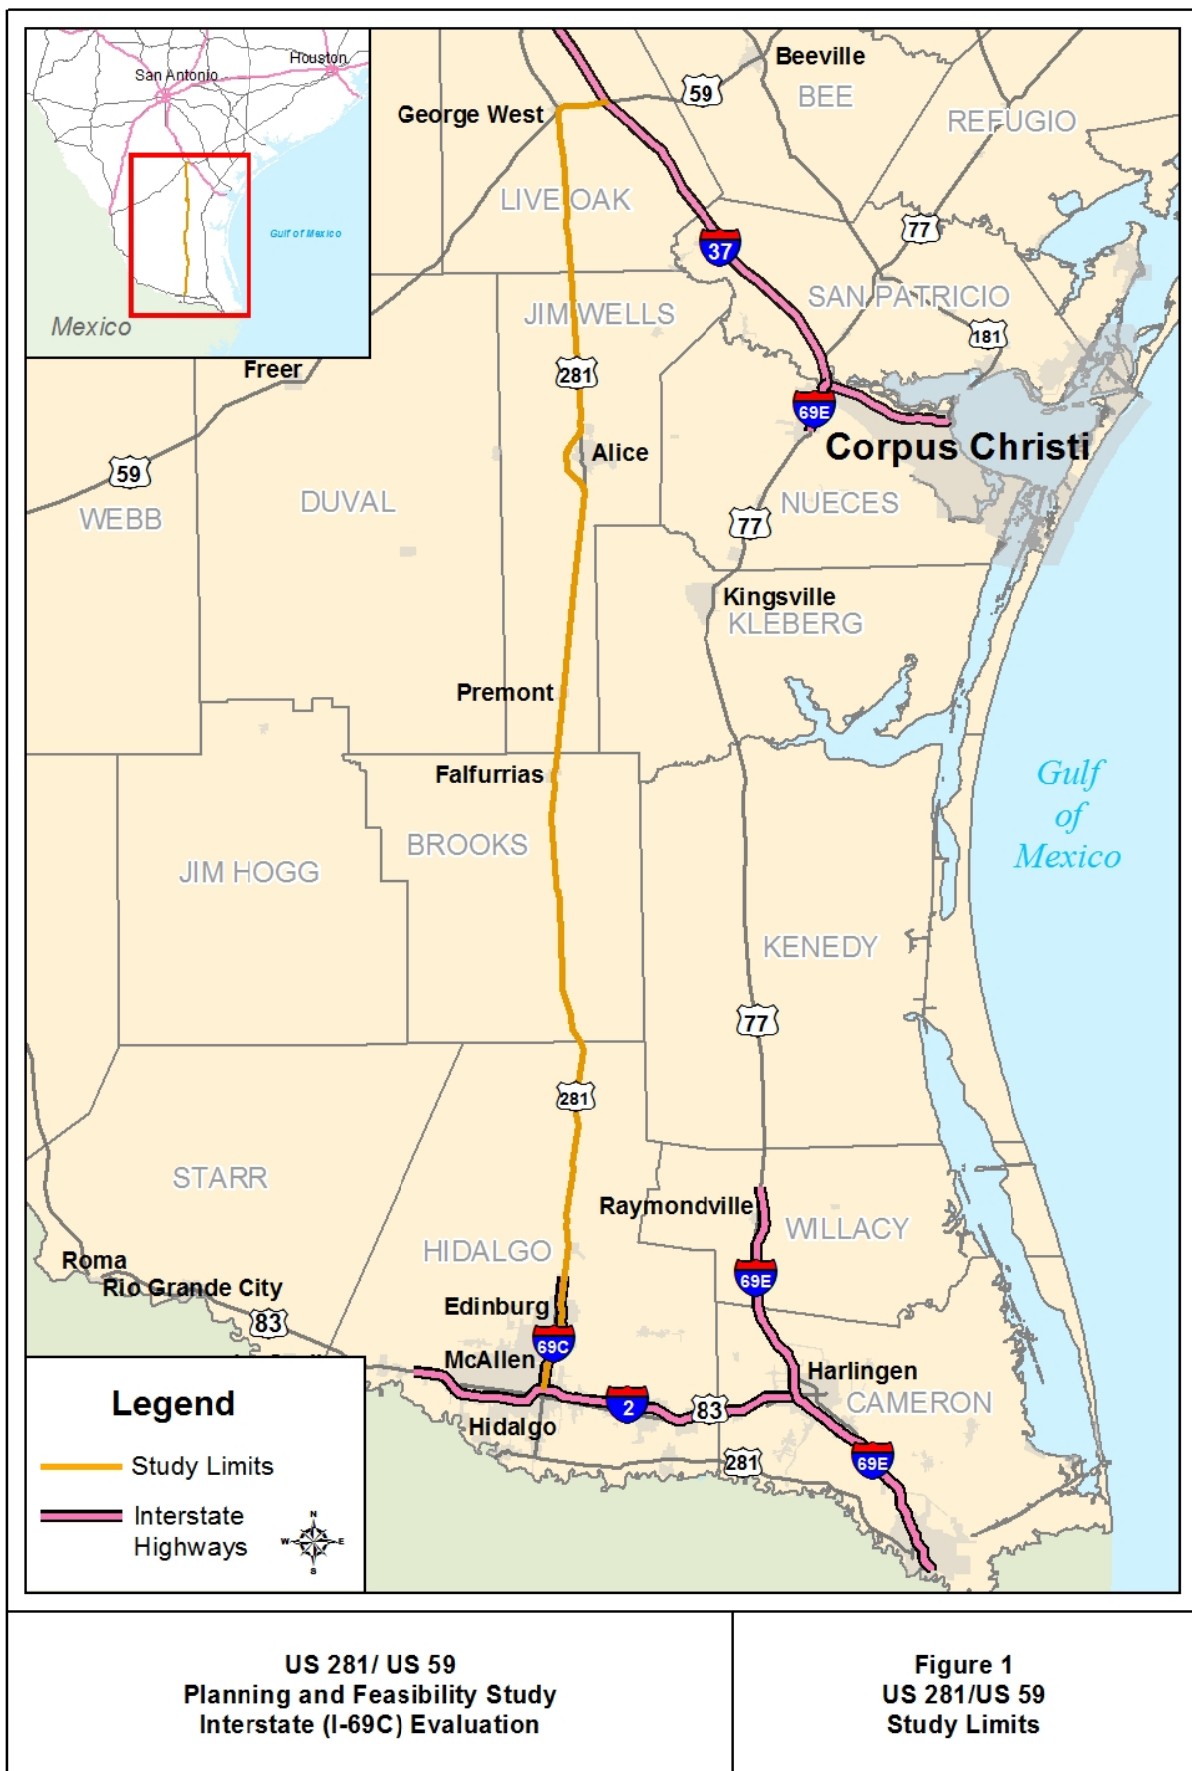 San Antonio
Houston
Gulf of Mexico
Mexico
Beeville
59
BEE
George West
REFUGIO
LIVE OAK
77
37
SAN PATRICIO
JIM WELLS
181
Freer
281
69E
Corpus Christi
Alice
59
DUVAL
WEBB
NUECES
77
Kingsville
KLEBERG
Premont
Falfurrias
Gulf
of
Mexico
BROOKS
JIM HOGG
KENEDY
77
281
STARR
Raymondville
WILLACY
HIDALGO
Roma
Rio Grande City
69E
Edinburg
83
69C
McAllen
Harlingen
CAMERON
2
83
Hidalgo
281
69E
Legend
Study Limits
Interstate
Highways
N
W
E
S
US 281/ US 59
Planning and Feasibility Study
Interstate (I-69C) Evaluation
Figure 1
US 281/US 59
Study Limits